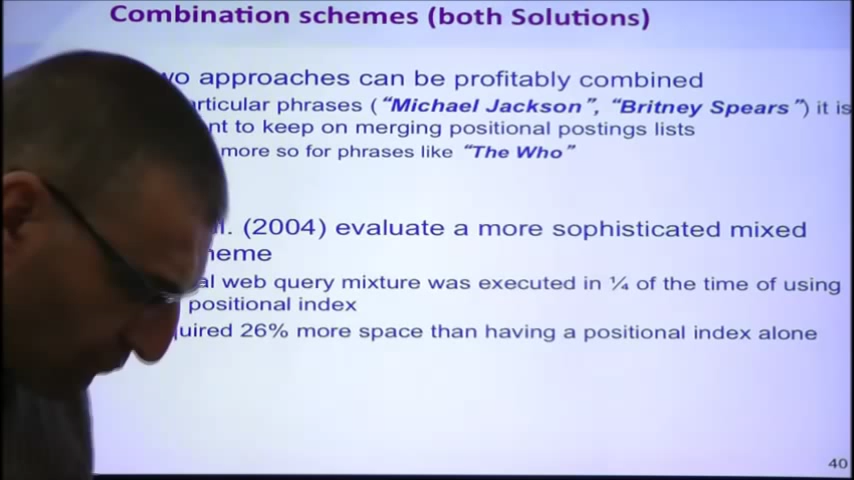 Combination schemes (both Solutions)
wo approaches can be profitably combined
articular phrases (“Michael Jackson”, “Britney Spears”) it is
nt to keep on merging positional postings lists
more so for phrases like “The Who”
l. (2004) evaluate a more sophisticated mixed
heme
al web query mixture was executed in ¼ of the time of using
positional index
uired 26% more space than having a positional index alone
40